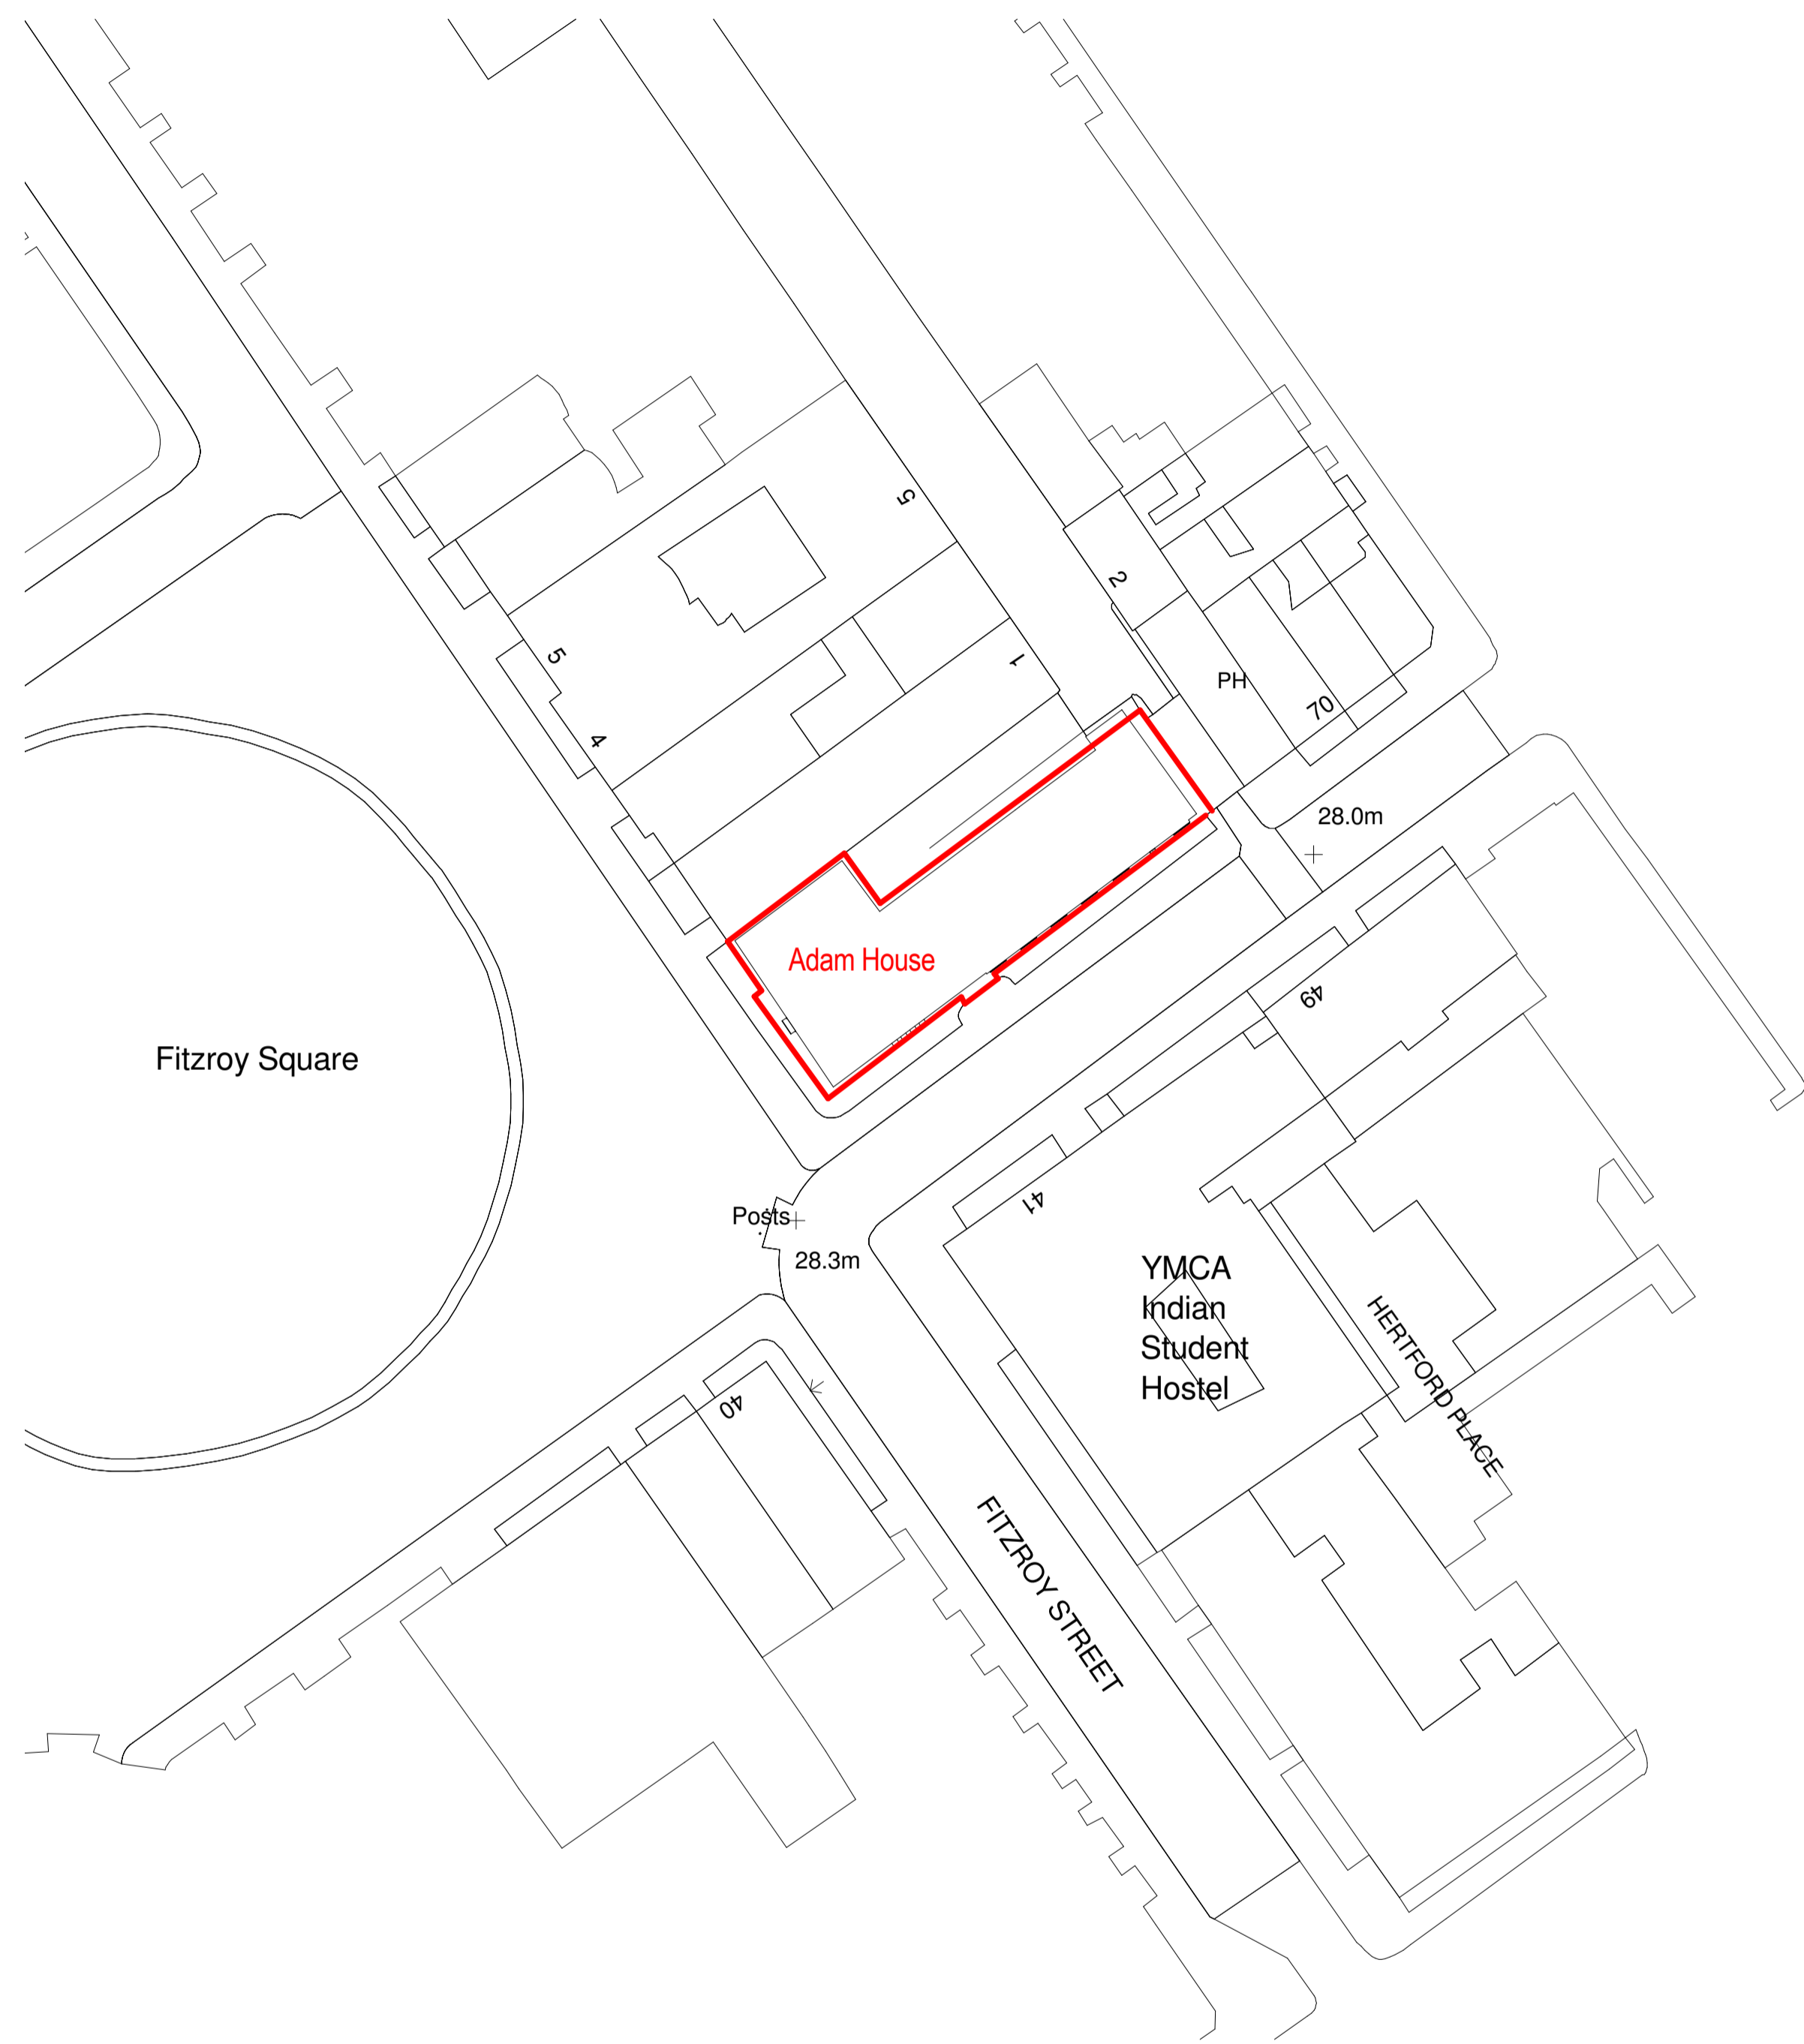 5
2
5
1
PH
70
4
28.0m
Adam House
49
Fitzroy Square
41
Posts
28.3m
YMCA
Indian
Student
Hostel
HERTFORD PLACE
40
FITZROY STREET